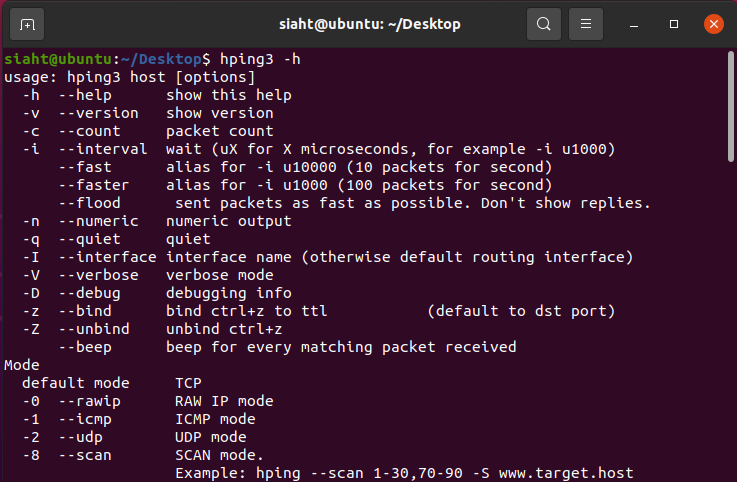 siaht@ubuntu: ~/Desktop
siaht@ubuntu:~/Desktop$ hping3 -h
usage: hping3 host [options]
  -h  --help      show this help
  -v  --version   show version
  -c  --count     packet count
  -i  --interval  wait (uX for X microseconds, for example -i u1000)
      --fast      alias for -i u10000 (10 packets for second)
      --faster    alias for -i u1000 (100 packets for second)
      --flood      sent packets as fast as possible. Don't show replies.
  -n  --numeric   numeric output
  -q  --quiet     quiet
  -I  --interface interface name (otherwise default routing interface)
  -V  --verbose   verbose mode
  -D  --debug     debugging info
  -z  --bind      bind ctrl+z to ttl           (default to dst port)
  -Z  --unbind    unbind ctrl+z
      --beep      beep for every matching packet received
Mode
  default mode     TCP
  -0  --rawip      RAW IP mode
  -1  --icmp       ICMP mode
  -2  --udp        UDP mode
  -8  --scan       SCAN mode.
                   Example: hping --scan 1-30,70-90 -S www.target.host